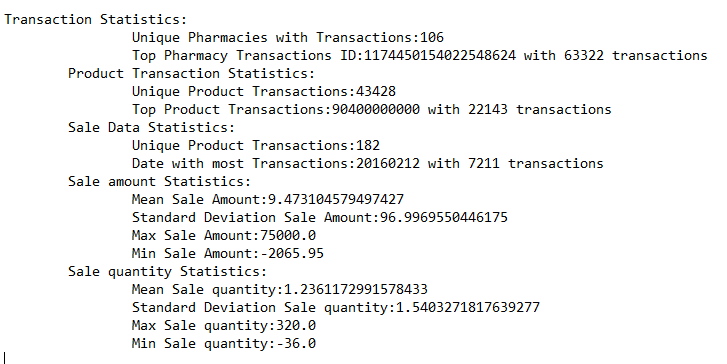 Transaction Statistics:
Unique Pharmacies with Transactions:106
Top Pharmacy Transactions ID:1174450154022548624 with 63322 transactions
Product Transaction Statistics:
Unique Product Transactions:43428
Top Product Transactions:90400000000 with 22143 transactions
Sale Data Statistics:
Unique Product Transactions:182
Date with most Transactions:20160212 with 7211 transactions
Sale amount Statistics:
Mean Sale Amount:9.473104579497427
Standard Deviation Sale Amount:96.9969550446175
Max Sale Amount:75000.0
Min Sale Amount:-2065.95
Sale quantity Statistics:
Mean Sale quantity:1.2361172991578433
Standard Deviation Sale quantity:1.5403271817639277
Max Sale quantity:320.0
Min Sale quantity:-36.0